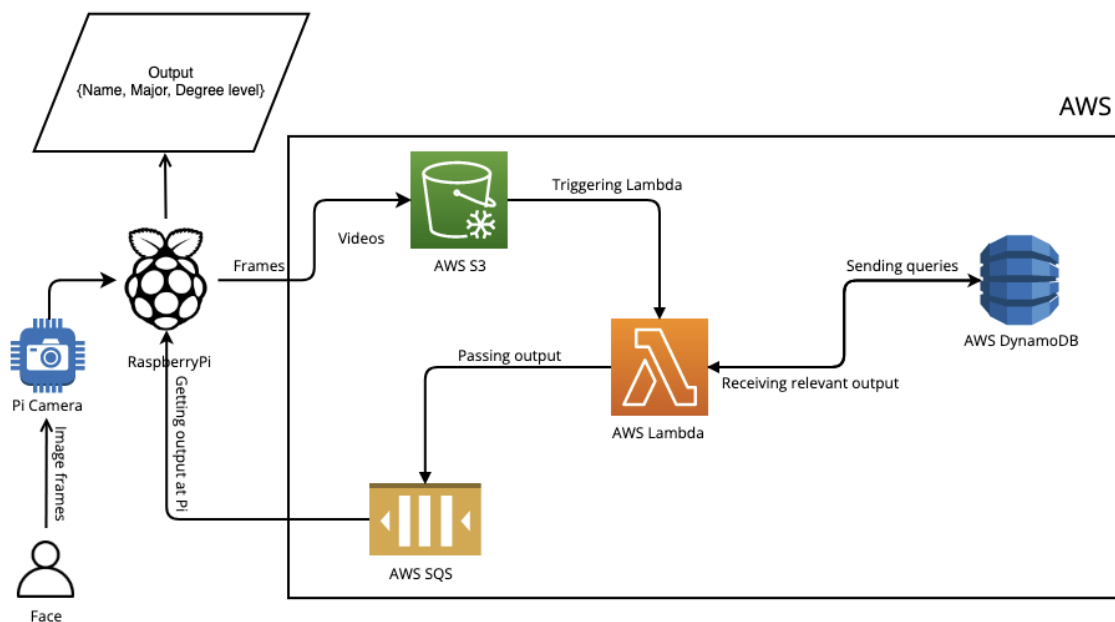 Output
{Name, Major, Degree level}
AWS
Triggering Lambda
Videos
Frames
AWS S3
Sending queries
RaspberryPi
AWS DynamoDB
Passing output
Receiving relevant output
Pi Camera
Getting output at Pi
AWS Lambda
Image frames
AWS SQS
Face